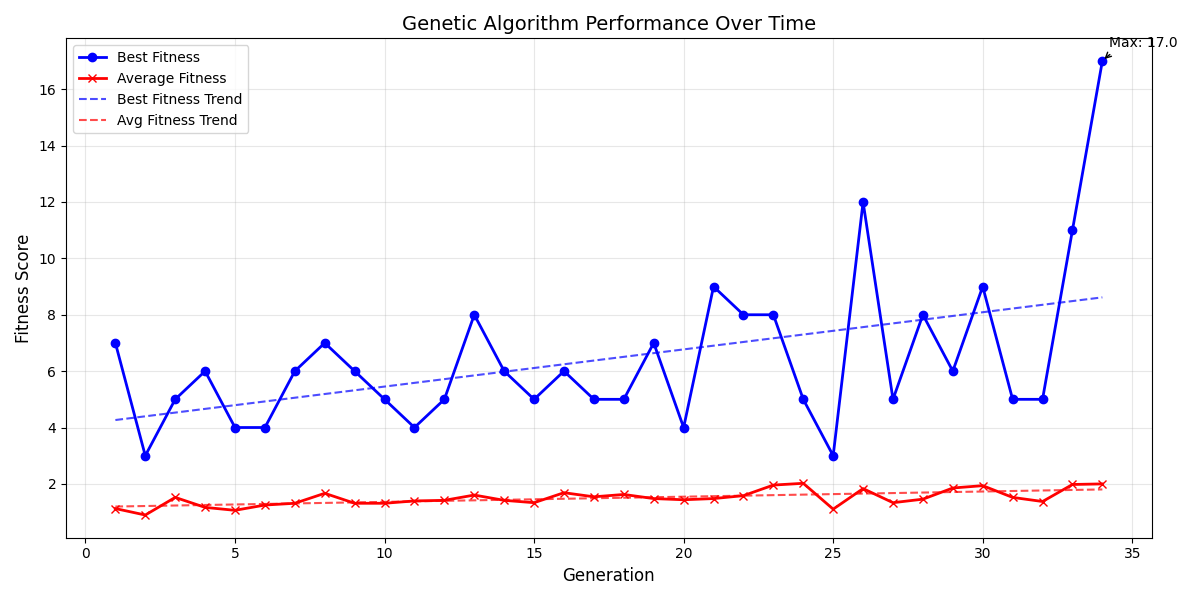 Genetic Algorithm Performance Over Time
Max: 17.0
Best Fitness
Average Fitness
Best Fitness Trend
Avg Fitness Trend
Fitness Score
16
14
12
10
8
6
4
2
0 5 10 15 20 25 30 35
Generation